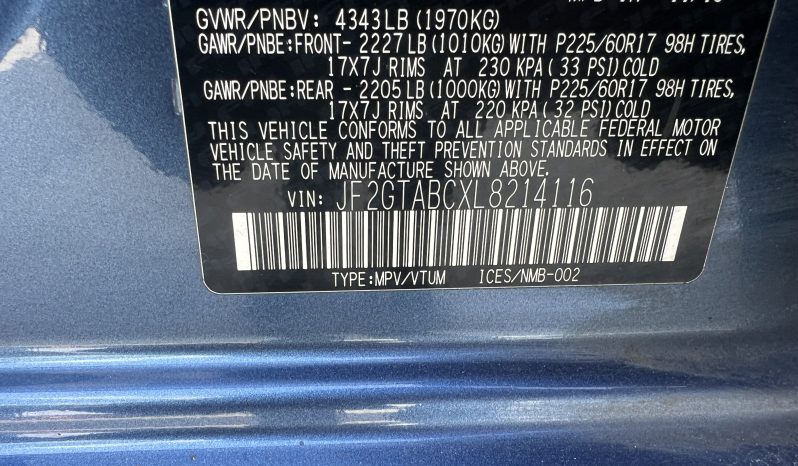 GVWR/PNBV: 4343LB (1970KG)
GAWR/PNBE:FRONT- 2227LB (1010KG) WITH P225/60R17 98H TIRES,
17X7J RIMS AT 230 KPA( 33 PSI)COLD
GAWR/PNBE:REAR - 2205LB (1000KG) WITH P225/60R17 98H TIRES,
17X7J RIMS AT 220 KPA( 32 PSI)COLD
THIS VEHICLE CONFORMS TO ALL APPLICABLE FEDERAL MOTOR
VEHICLE SAFETY AND THEFT PREVENTION STANDARDS IN EFFECT ON
THE DATE OF MANUFACTURE SHOWN ABOVE.
VIN: JF2GTABCXL8214116
TYPE:MPV/VTUM ICES/NMB-002